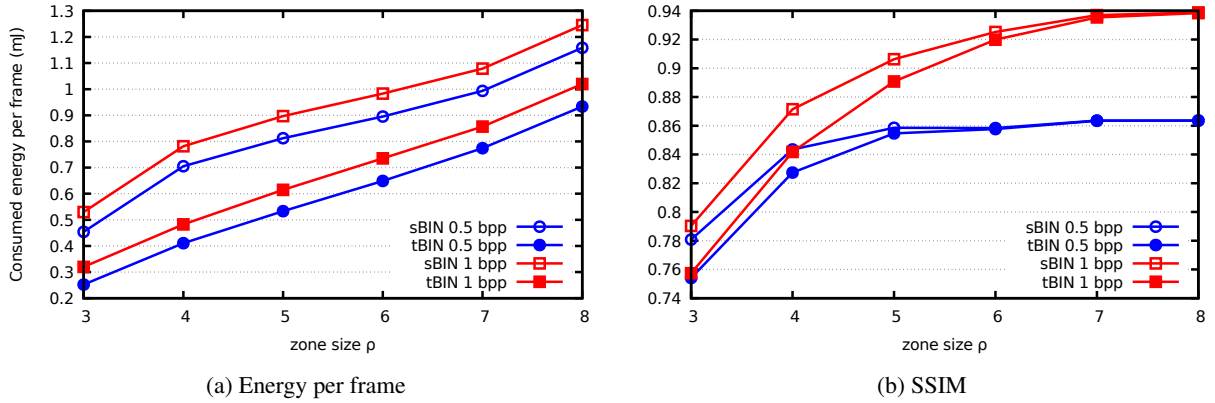 Consumed energy per frame (mJ)
1.3
1.2
1.1
1
0.9
0.8
0.7
0.6
0.5
0.4
0.3
0.2
3 4 5 6 7 8
zone size ρ
sBIN 0.5 bpp
tBIN 0.5 bpp
sBIN 1 bpp
tBIN 1 bpp
(a) Energy per frame
0.94
0.92
0.9
0.88
0.86
0.84
0.82
0.8
0.78
0.76
0.74
3 4 5 6 7 8
zone size ρ
sBIN 0.5 bpp
tBIN 0.5 bpp
sBIN 1 bpp
tBIN 1 bpp
(b) SSIM